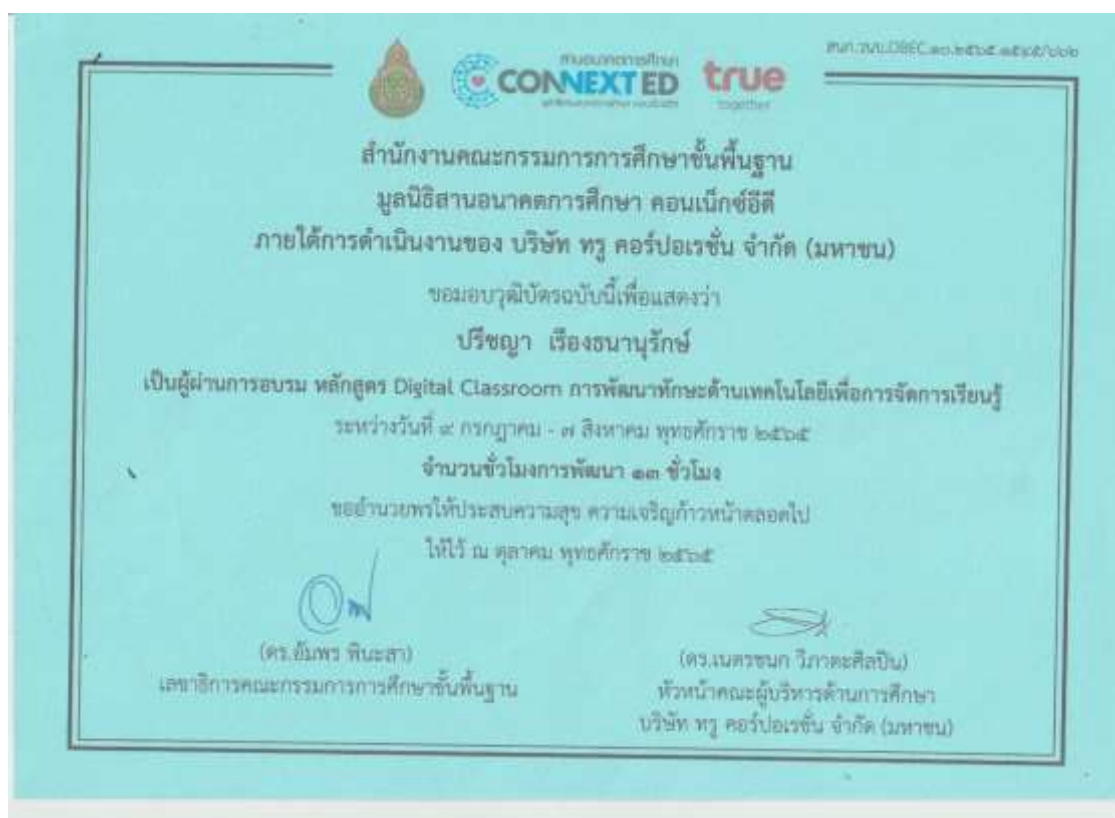 สานอนาคตการศึกษา
CONNEXT ED
true
together
สำนักงานคณะกรรมการการศึกษาขั้นพื้นฐาน
มูลนิธิสานอนาคตการศึกษา คอนเน็กซ์อีดี
ภายใต้การดำเนินงานของ บริษัท ทรู คอร์ปอเรชั่น จำกัด (มหาชน)
ขอมอบวุฒิบัตรฉบับนี้เพื่อแสดงว่า
ปรีชญา เรืองธนานุรักษ์
เป็นผู้ผ่านการอบรม หลักสูตร Digital Classroom การพัฒนาทักษะด้านเทคโนโลยีเพื่อการจัดการเรียนรู้
ระหว่างวันที่ ๙ กรกฎาคม - ๗ สิงหาคม พุทธศักราช ๒๕๖๕
จำนวนชั่วโมงการพัฒนา ๑๓ ชั่วโมง
ขออำนวยพรให้ประสบความสุข ความเจริญก้าวหน้าตลอดไป
ให้ไว้ ณ ตุลาคม พุทธศักราช ๒๕๖๕
(ดร.อัมพร พินะสา)
เลขาธิการคณะกรรมการการศึกษาขั้นพื้นฐาน
(ดร.เนตรชนก วิภาตะศิลปิน)
หัวหน้าคณะผู้บริหารด้านการศึกษา
บริษัท ทรู คอร์ปอเรชั่น จำกัด (มหาชน)